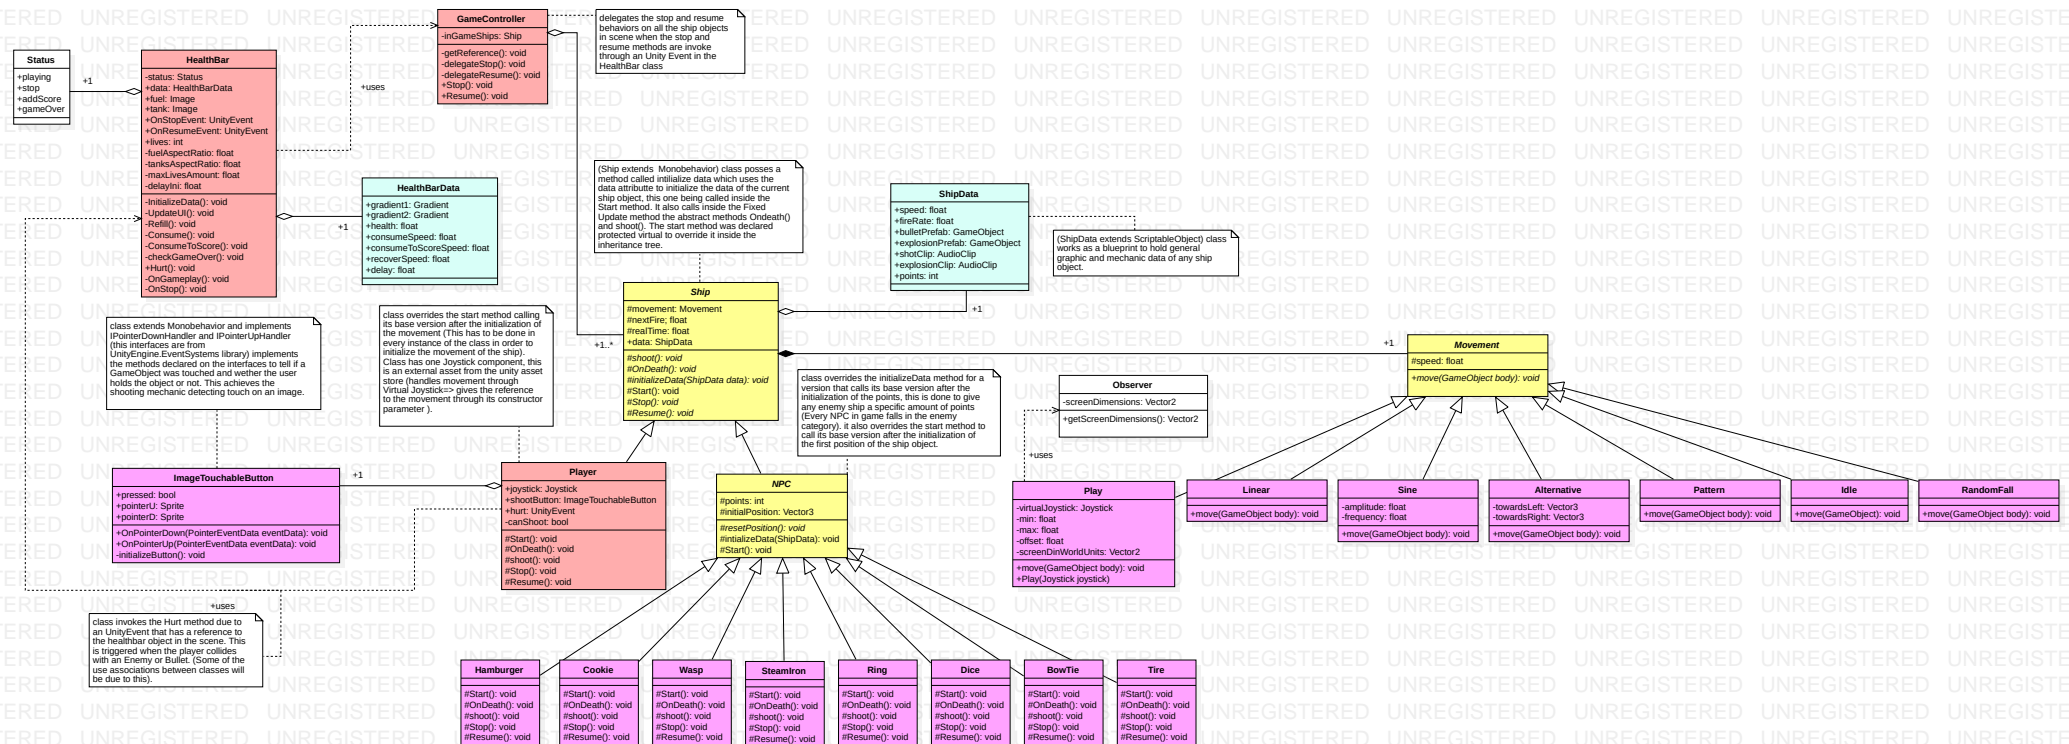 GameController
-inGameShips: Ship
-getReference(): void
-delegateStop(): void
-delegateResume(): void
+Stop(): void
+Resume(): void
delegates the stop and resume
behaviors on all the ship objects
in scene when the stop and
resume methods are invoke
through an Unity Event in the
HealthBar class
Status
+playing
+stop
+addScore
+gameOver
+1
HealthBar
-status: Status
+data: HealthBarData
+fuel: Image
+tank: Image
+OnStopEvent: UnityEvent
+OnResumeEvent: UnityEvent
+lives: int
-fuelAspectRatio: float
-tanksAspectRatio: float
-maxLivesAmount: float
-delayIni: float
-InitializeData(): void
-UpdateUI(): void
-Refill(): void
-Consume(): void
-ConsumeToScore(): void
-checkGameOver(): void
+Hurt(): void
-OnGameplay(): void
-OnStop(): void
+uses
HealthBarData
+gradient1: Gradient
+gradient2: Gradient
+health: float
+consumeSpeed: float
+consumeToScoreSpeed: float
+recoverSpeed: float
+delay: float
+1
(Ship extends  Monobehavior) class posses a
method called intilialize data which uses the
data attributte to initialize the data of the current
ship object, this one being called inside the
Start method. It also calls inside the Fixed
Update method the abstract methods Ondeath()
and shoot(). The start method was declared
protected virtual to override it inside the
inheritance tree.
ShipData
+speed: float
+fireRate: float
+bulletPrefab: GameObject
+explosionPrefab: GameObject
+shotClip: AudioClip
+explosionClip: AudioClip
+points: int
(ShipData extends ScriptableObject) class
works as a blueprint to hold general
graphic and mechanic data of any ship
object.
Ship
#movement: Movement
#nextFire; float
#realTime: float
+data: ShipData
#shoot(): void
#OnDeath(): void
#initializeData(ShipData data): void
#Start(): void
#Stop(): void
#Resume(): void
+1
+1..*
+1
class extends Monobehavior and implements
IPointerDownHandler and IPointerUpHandler
(this interfaces are from
UnityEngine.EventSystems library) implements
the methods declared on the interfaces to tell if a
GameObject was touched and wether the user
holds the object or not. This achieves the
shooting mechanic detecting touch on an image.
class overrides the start method calling
its base version after the initialization of
the movement (This has to be done in
every instance of the class in order to
initialize the movement of the ship).
Class has one Joystick component, this
is an external asset from the unity asset
store (handles movement through
Virtual Joystick=> gives the reference
to the movement through its constructor
parameter ).
class overrides the initializeData method for a
version that calls its base version after the
initialization of the points, this is done to give
any enemy ship a specific amount of points
(Every NPC in game falls in the enemy
category). it also overrides the start method to
call its base version after the initialization of
the first position of the ship object.
Movement
#speed: float
+move(GameObject body): void
Observer
-screenDimensions: Vector2
+getScreenDimensions(): Vector2
+uses
ImageTouchableButton
+pressed: bool
+pointerU: Sprite
+pointerD: Sprite
+OnPointerDown(PointerEventData eventData): void
+OnPointerUp(PointerEventData eventData): void
-initializeButton(): void
+1
Player
+joystick: Joystick
+shootButton: ImageTouchableButton
+hurt: UnityEvent
-canShoot: bool
#Start(): void
#OnDeath(): void
#shoot(): void
#Stop(): void
#Resume(): void
NPC
#points: int
#initialPosition: Vector3
#resetPosition(): void
#intializeData(ShipData): void
#Start(): void
Play
-virtualJoystick: Joystick
-min: float
-max: float
-offset: float
-screenDinWorldUnits: Vector2
+move(GameObject body): void
+Play(Joystick joystick)
Linear
+move(GameObject body): void
Sine
-amplitude: float
-frequency: float
+move(GameObject body): void
Alternative
-towardsLeft: Vector3
-towardsRight: Vector3
+move(GameObject body): void
Pattern
+move(GameObject body): void
Idle
+move(GameObject): void
RandomFall
+move(GameObject body): void
+uses
class invokes the Hurt method due to
an UnityEvent that has a reference to
the healthbar object in the scene. This
is triggered when the player collides
with an Enemy or Bullet. (Some of the
use associations between classes will
be due to this).
Hamburger
#Start(): void
#OnDeath(): void
#shoot(): void
#Stop(): void
#Resume(): void
Cookie
#Start(): void
#OnDeath(): void
#shoot(): void
#Stop(): void
#Resume(): void
Wasp
#Start(): void
#OnDeath(): void
#shoot(): void
#Stop(): void
#Resume(): void
SteamIron
#Start(): void
#OnDeath(): void
#shoot(): void
#Stop(): void
#Resume(): void
Ring
#Start(): void
#OnDeath(): void
#shoot(): void
#Stop(): void
#Resume(): void
Dice
#Start(): void
#OnDeath(): void
#shoot(): void
#Stop(): void
#Resume(): void
BowTie
#Start(): void
#OnDeath(): void
#shoot(): void
#Stop(): void
#Resume(): void
Tire
#Start(): void
#OnDeath(): void
#shoot(): void
#Stop(): void
#Resume(): void
UNREGISTERED